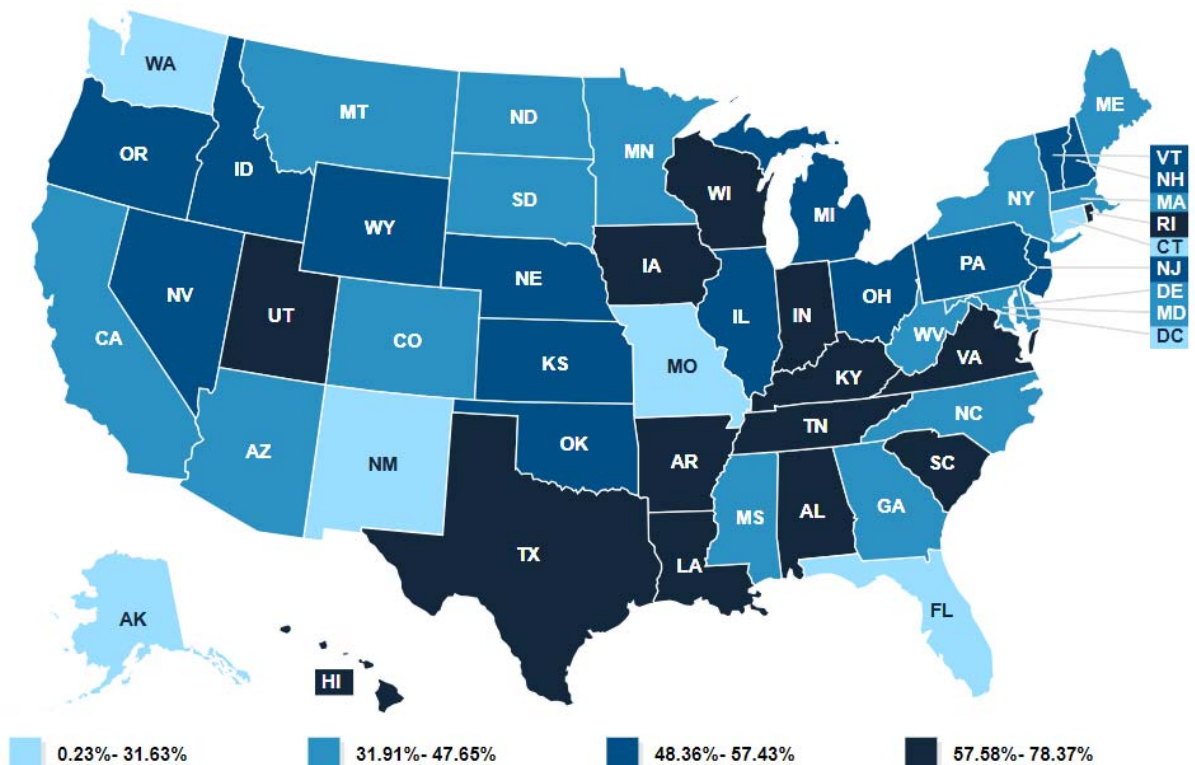 WA
MT
ND
MN
ME
OR
ID
SD
WI
MI
NY
VT
NH
MA
RI
CT
NJ
DE
MD
DC
WY
NE
IA
PA
NV
UT
CO
KS
MO
IL
IN
OH
WV
VA
KY
CA
AZ
NM
OK
AR
TN
NC
SC
TX
LA
MS
AL
GA
AK
HI
FL
0.23%- 31.63% 31.91%- 47.65% 48.36%- 57.43% 57.58%- 78.37%